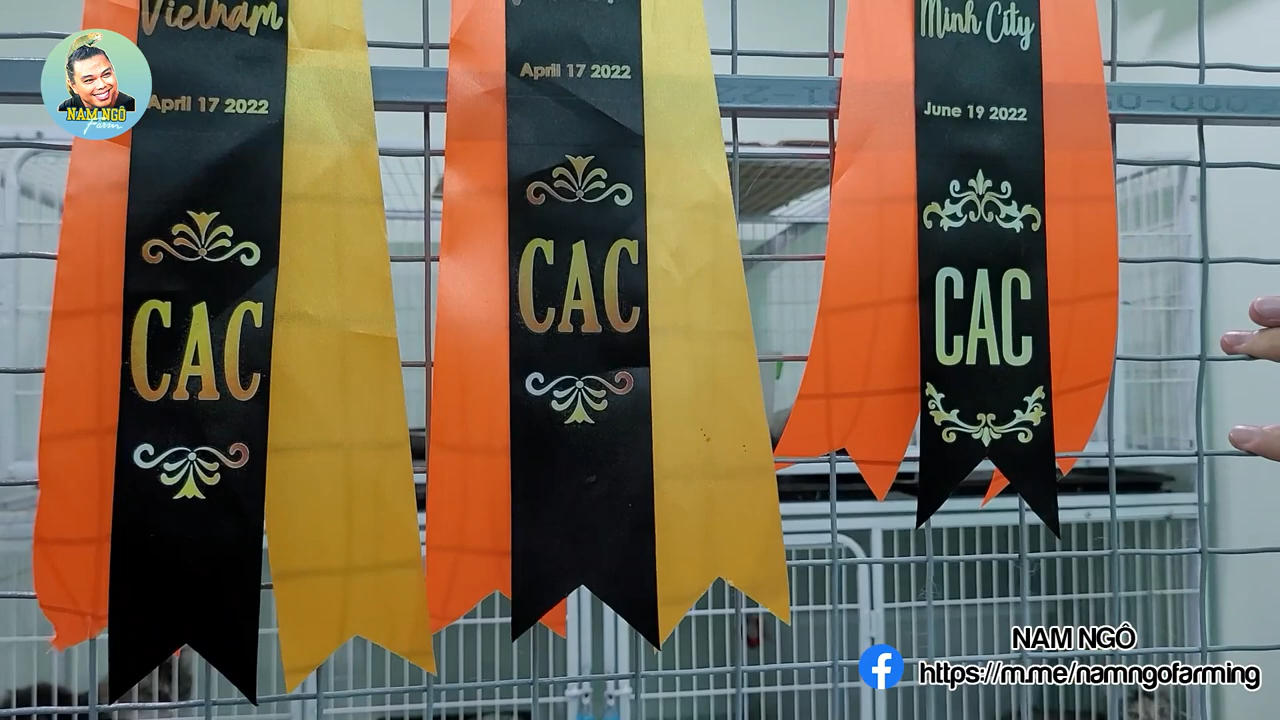 Vietnam
April 17 2022
CAC
April 17 2022
CAC
Minh City
June 19 2022
CAC
NAM NGÔ
Farm
NAM NGÔ
https://m.me/namngofarming